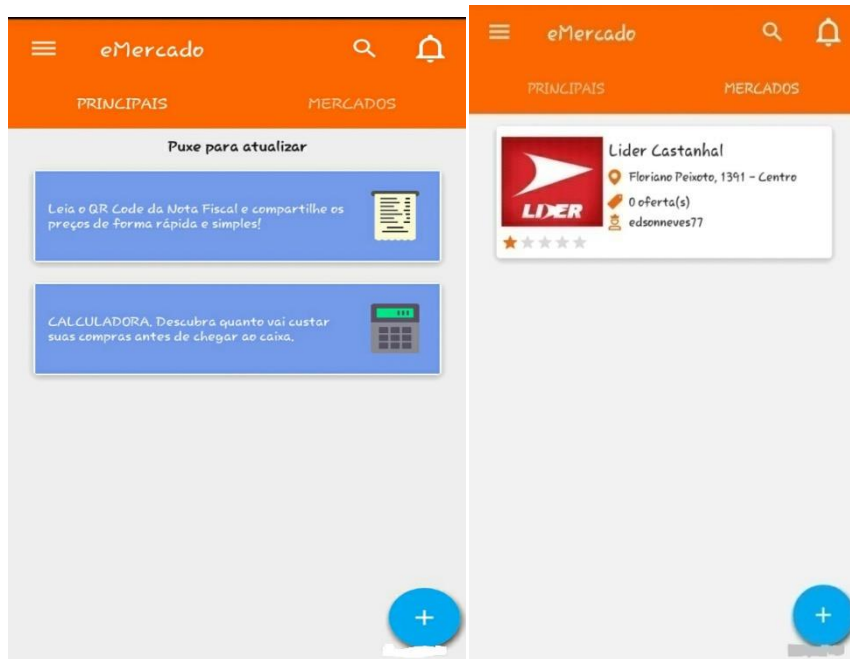 eMercado
PRINCIPAIS MERCADOS
Puxe para atualizar
Leia o QR Code da Nota Fiscal e compartilhe os
preços de forma rápida e simples!
CALCULADORA. Descubra quanto vai custar
suas compras antes de chegar ao caixa.
eMercado
PRINCIPAIS MERCADOS
LIDER
Lider Castanhal
Floriano Peixoto, 1391 - Centro
0 oferta(s)
edsonneves77